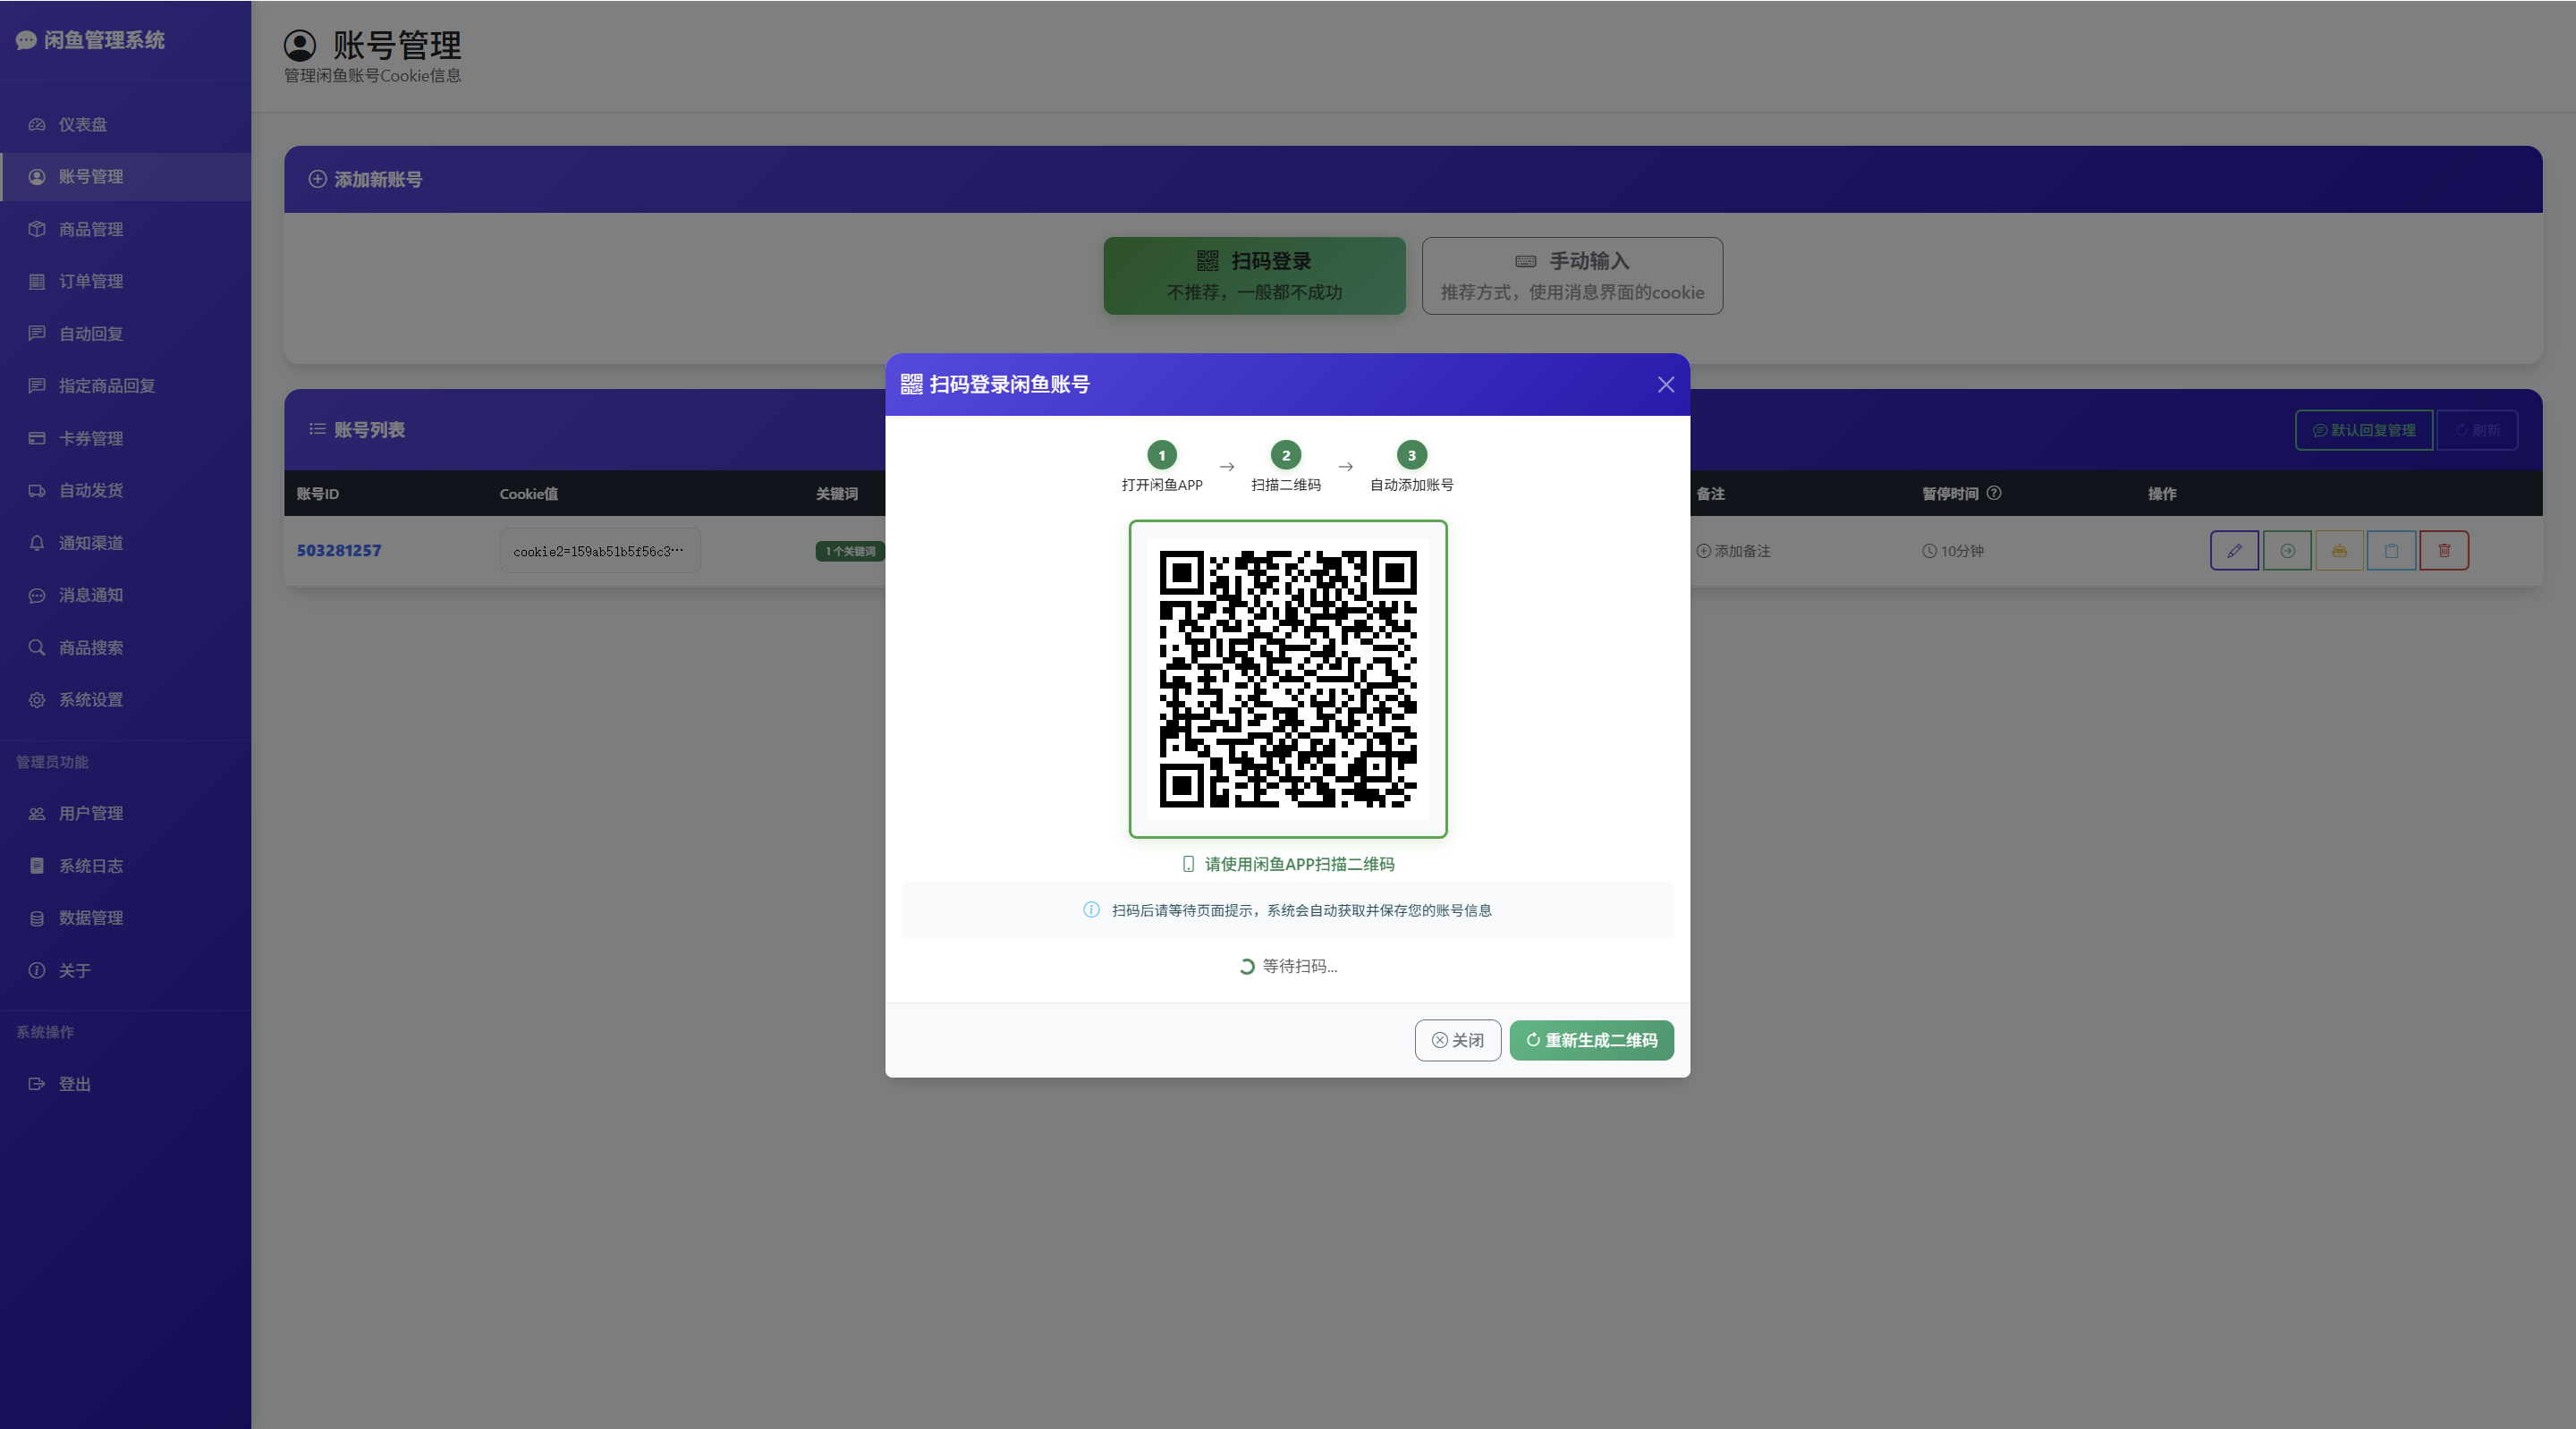 闲鱼管理系统
仪表盘
账号管理
商品管理
订单管理
自动回复
指定商品回复
卡券管理
自动发货
通知渠道
消息通知
商品搜索
系统设置
管理员功能
用户管理
系统日志
数据管理
关于
系统操作
登出
账号管理
管理闲鱼账号Cookie信息
添加新账号
扫码登录
不推荐，一般都不成功
手动输入
推荐方式，使用消息界面的cookie
账号列表
默认回复管理
刷新
账号ID Cookie值 关键词 备注 暂停时间 操作
503281257 cookie2=159ab51b5f56c3··· 1 个关键词 添加备注 10分钟
扫码登录闲鱼账号
1 → 2 → 3
打开闲鱼APP 扫描二维码 自动添加账号
请使用闲鱼APP扫描二维码
扫码后请等待页面提示，系统会自动获取并保存您的账号信息
等待扫码...
关闭
重新生成二维码